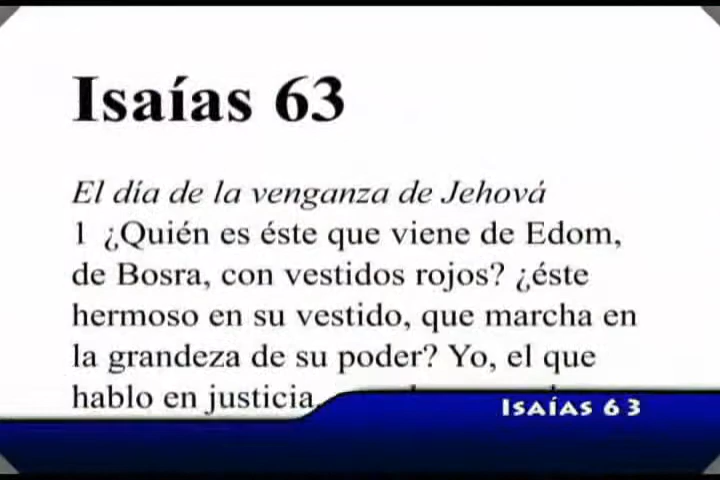 Isaías 63
El día de la venganza de Jehová
1 ¿Quién es éste que viene de Edom,
de Bosra, con vestidos rojos? ¿éste
hermoso en su vestido, que marcha en
la grandeza de su poder? Yo, el que
hablo en justicia,
ISAÍAS 63